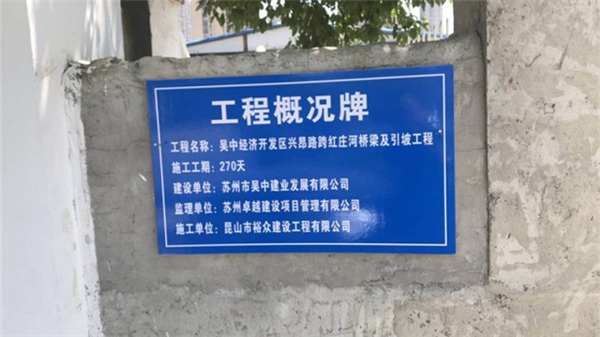 工程概况牌
工程名称：吴中经济开发区兴昂路跨红庄河桥梁及引坡工程
施工工期：270天
建设单位：苏州市吴中建业发展有限公司
监理单位：苏州卓越建设项目管理有限公司
施工单位：昆山市裕众建设工程有限公司